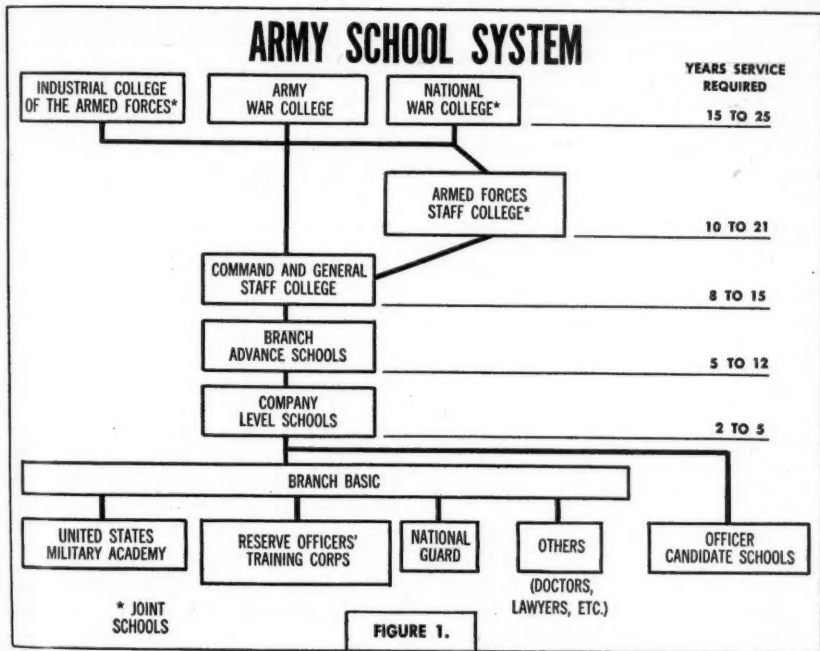 ARMY SCHOOL SYSTEM
YEARS SERVICE
REQUIRED
INDUSTRIAL COLLEGE
OF THE ARMED FORCES*
ARMY
WAR COLLEGE
NATIONAL
WAR COLLEGE*
15 TO 25
ARMED FORCES
STAFF COLLEGE*
10 TO 21
COMMAND AND GENERAL
STAFF COLLEGE
8 TO 15
BRANCH
ADVANCE SCHOOLS
5 TO 12
COMPANY
LEVEL SCHOOLS
2 TO 5
BRANCH BASIC
UNITED STATES
MILITARY ACADEMY
RESERVE OFFICERS'
TRAINING CORPS
NATIONAL
GUARD
OTHERS
(DOCTORS,
LAWYERS, ETC.)
OFFICER
CANDIDATE SCHOOLS
* JOINT
SCHOOLS
FIGURE 1.